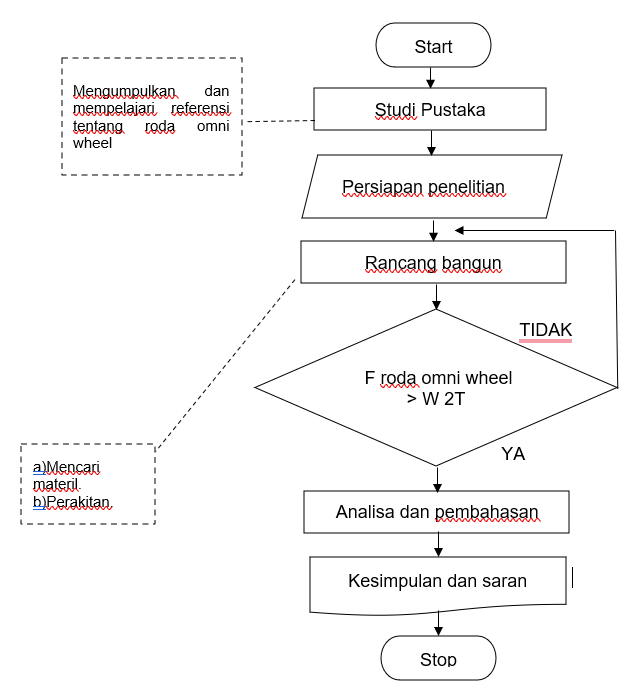 Start
Mengumpulkan dan
mempelajari referensi
tentang roda omni
wheel
Studi Pustaka
Persiapan penelitian
Rancang bangun
TIDAK
F roda omni wheel
> W 2T
YA
a)Mencari
materil.
b)Perakitan.
Analisa dan pembahasan
Kesimpulan dan saran
Stop